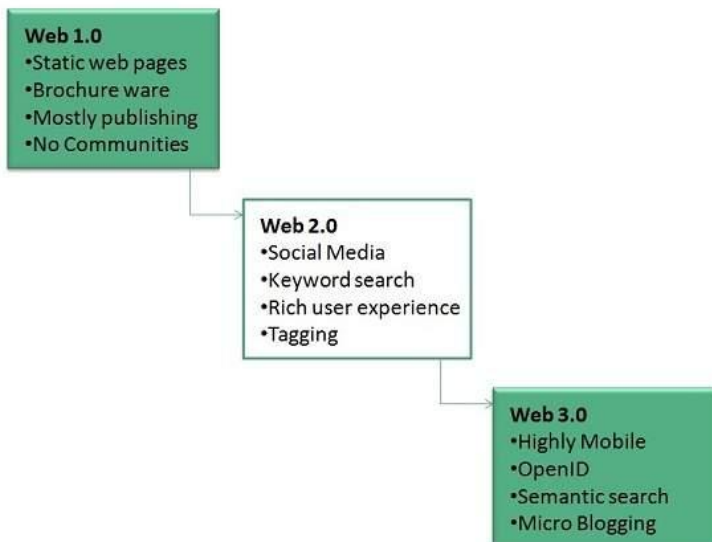 Web 1.0
•Static web pages
•Brochure ware
•Mostly publishing
•No Communities
Web 2.0
•Social Media
•Keyword search
•Rich user experience
•Tagging
Web 3.0
•Highly Mobile
•OpenID
•Semantic search
•Micro Blogging